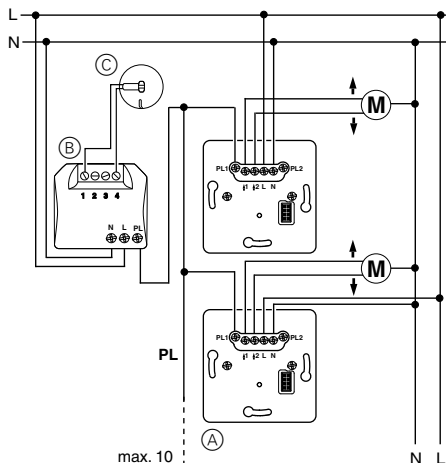 L
N
C
B
M
PL1 PL2
1 2 L N
1 2 3 4
N L PL
M
PL1 PL2
1 2 L N
PL
A
max. 10
N L